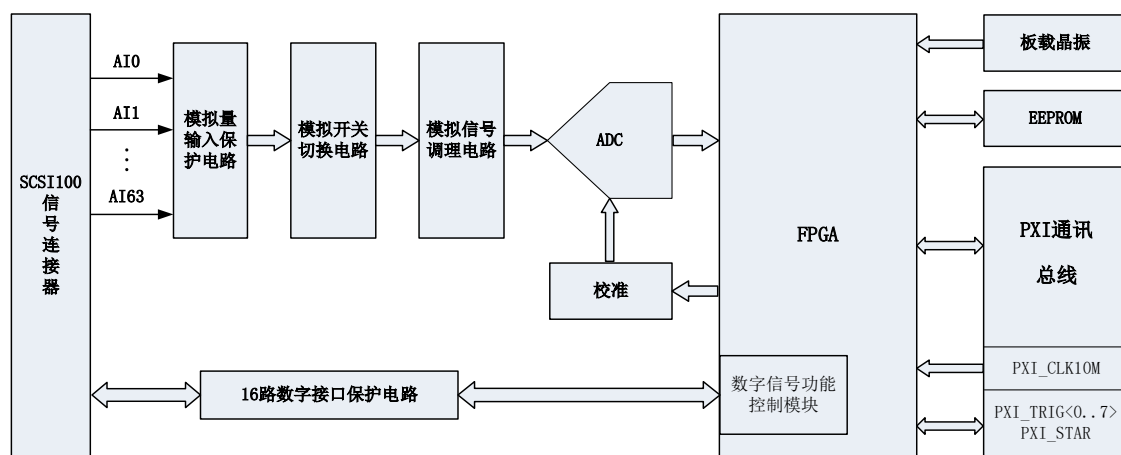 SCSI100
信
号
连
接
器
AI0
AI1
⋮
AI63
模拟量
输入保
护电路
模拟开关
切换电路
模拟信号
调理电路
ADC
校准
16路数字接口保护电路
FPGA
数字信号功能
控制模块
板载晶振
EEPROM
PXI通讯
总线
PXI_CLK10M
PXI_TRIG<0..7>
PXI_STAR